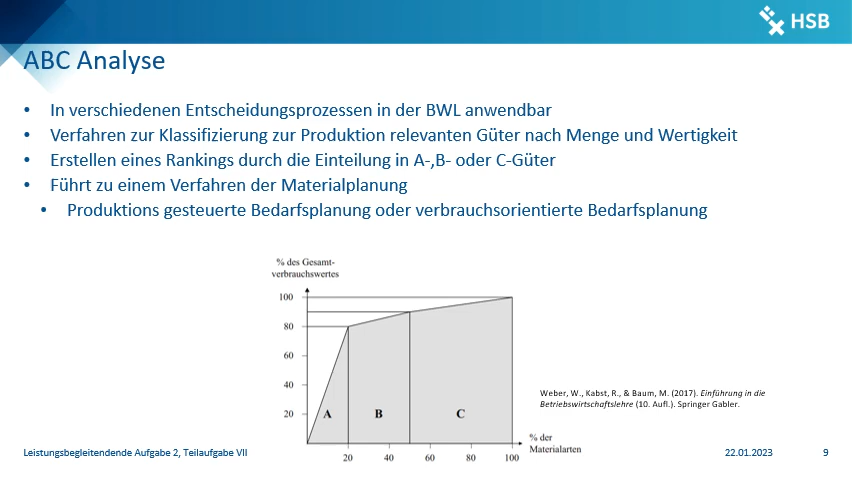 HSB
ABC Analyse
• In verschiedenen Entscheidungsprozessen in der BWL anwendbar
• Verfahren zur Klassifizierung zur Produktion relevanten Güter nach Menge und Wertigkeit
• Erstellen eines Rankings durch die Einteilung in A-,B- oder C-Güter
• Führt zu einem Verfahren der Materialplanung
• Produktions gesteuerte Bedarfsplanung oder verbrauchsorientierte Bedarfsplanung
% des Gesamt-
verbrauchswertes
100
80
60
40
20
A B C
20 40 60 80 100
% der
Materialarten
Weber, W., Kabst, R., & Baum, M. (2017). Einführung in die
Betriebswirtschaftslehre (10. Aufl.). Springer Gabler.
Leistungsbegleitendende Aufgabe 2, Teilaufgabe VII
22.01.2023
9